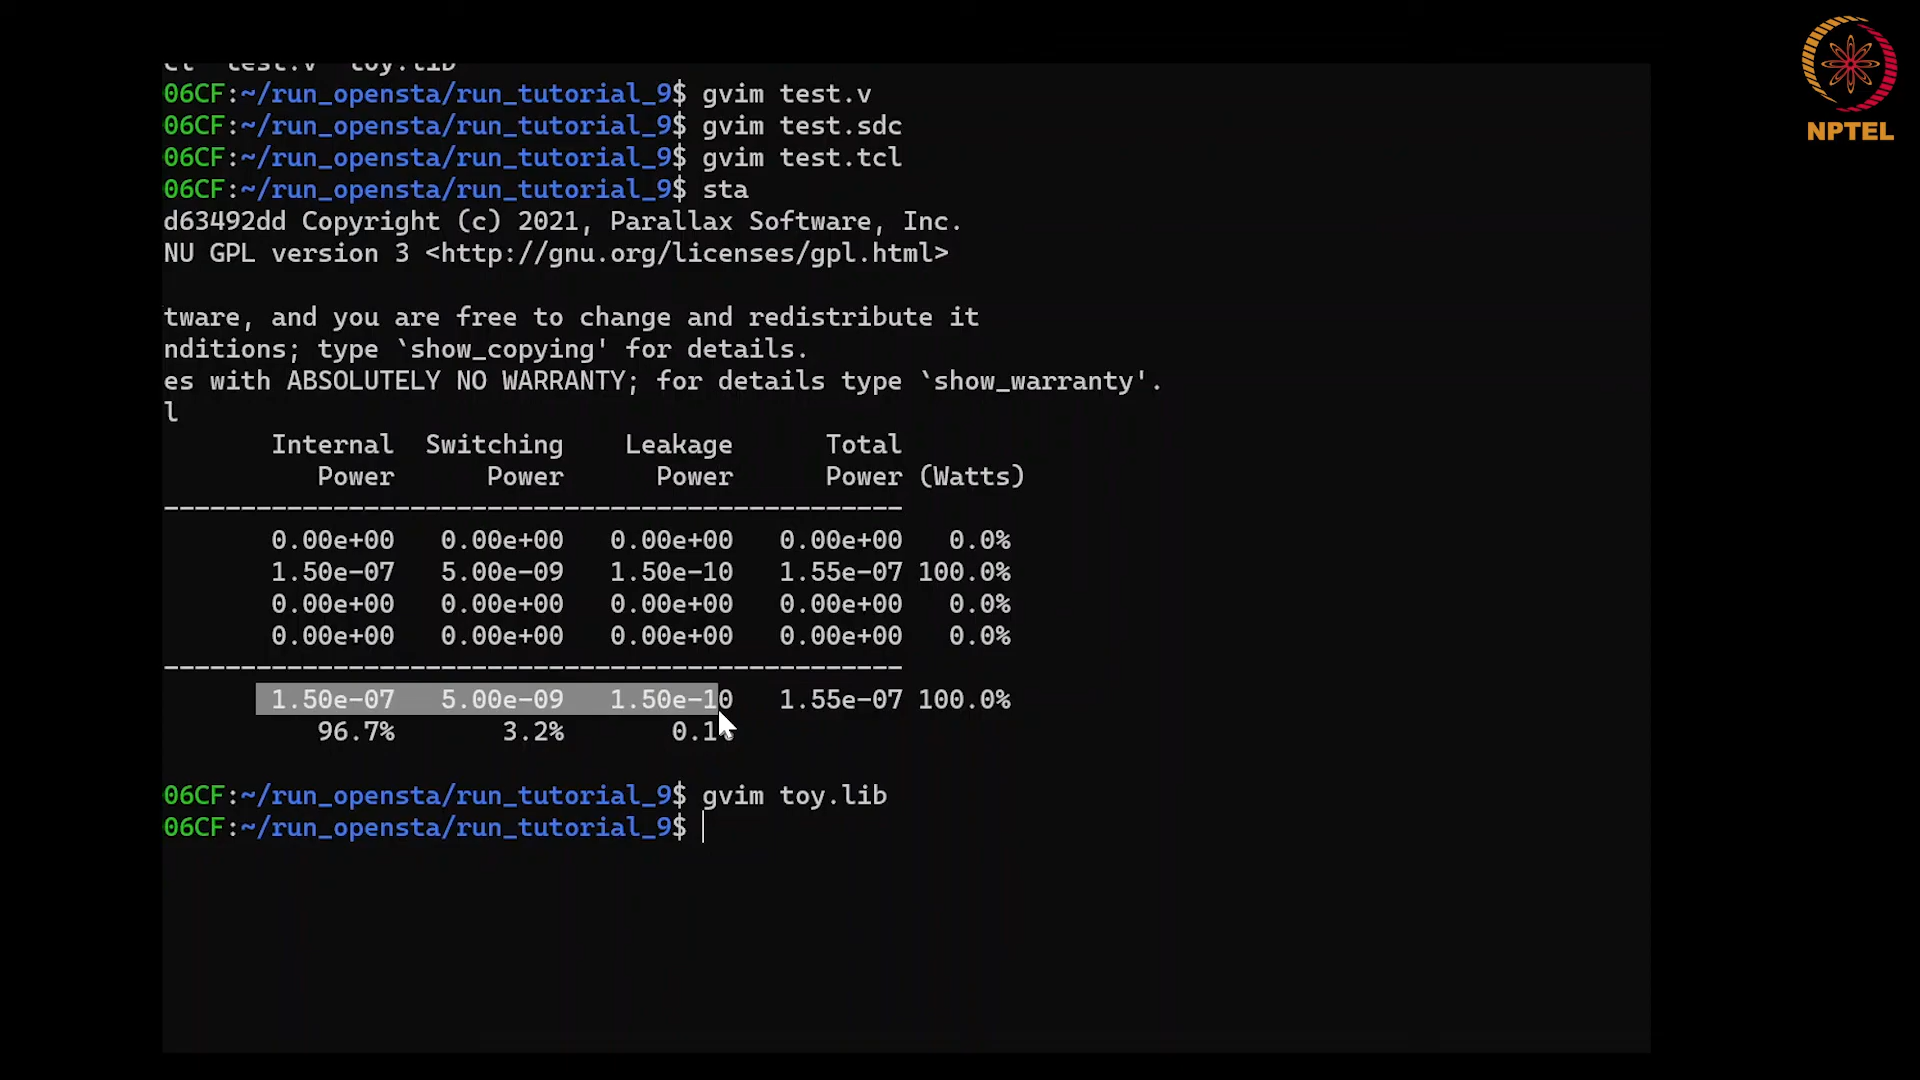 ct test.v toy.lib
06CF:~/run_opensta/run_tutorial_9$ gvim test.v
06CF:~/run_opensta/run_tutorial_9$ gvim test.sdc
06CF:~/run_opensta/run_tutorial_9$ gvim test.tcl
06CF:~/run_opensta/run_tutorial_9$ sta
d63492dd Copyright (c) 2021, Parallax Software, Inc.
NU GPL version 3 <http://gnu.org/licenses/gpl.html>
tware, and you are free to change and redistribute it
nditions; type `show_copying' for details.
es with ABSOLUTELY NO WARRANTY; for details type `show_warranty'.
l
Internal Switching Leakage Total
Power Power Power Power (Watts)
----------------------------------------------------------------
0.00e+00 0.00e+00 0.00e+00 0.00e+00 0.0%
1.50e-07 5.00e-09 1.50e-10 1.55e-07 100.0%
0.00e+00 0.00e+00 0.00e+00 0.00e+00 0.0%
0.00e+00 0.00e+00 0.00e+00 0.00e+00 0.0%
----------------------------------------------------------------
1.50e-07 5.00e-09 1.50e-10 1.55e-07 100.0%
96.7% 3.2% 0.1%
06CF:~/run_opensta/run_tutorial_9$ gvim toy.lib
06CF:~/run_opensta/run_tutorial_9$
NPTEL